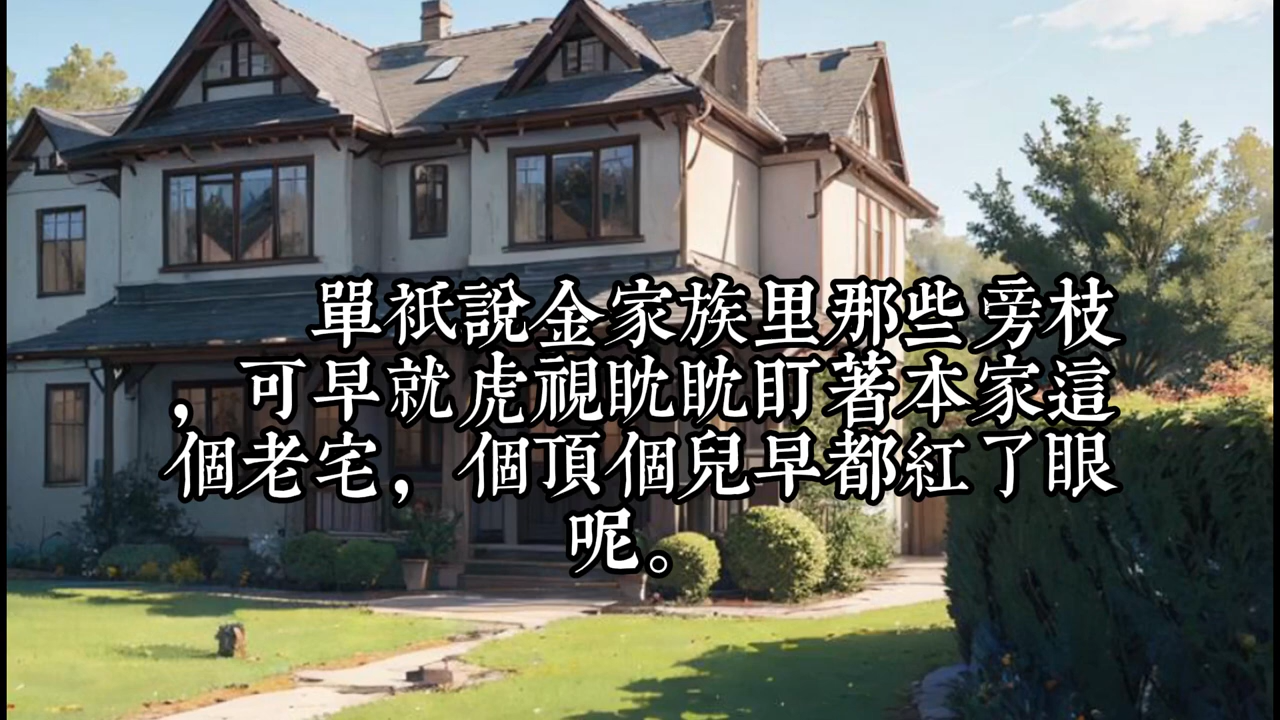 單衹說金家族里那些旁枝
，可早就虎視眈眈盯著本家這
個老宅，個頂個兒早都紅了眼
呢。